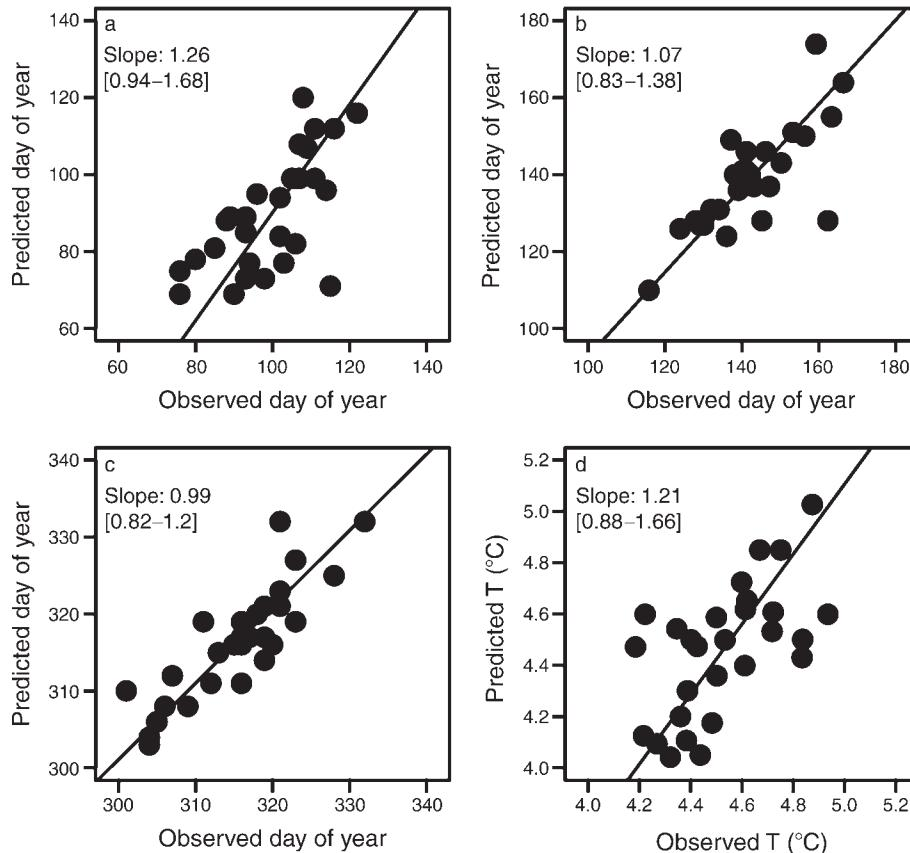 a
Slope: 1.26
[0.94–1.68]
140
120
100
80
60
60 80 100 120 140
Predicted day of year
Observed day of year
b
Slope: 1.07
[0.83–1.38]
180
160
140
120
100
100 120 140 160 180
Predicted day of year
Observed day of year
c
Slope: 0.99
[0.82–1.2]
340
330
320
310
300
300 310 320 330 340
Predicted day of year
Observed day of year
d
Slope: 1.21
[0.88–1.66]
5.2
5.0
4.8
4.6
4.4
4.2
4.0
4.0 4.2 4.4 4.6 4.8 5.0 5.2
Predicted T (°C)
Observed T (°C)